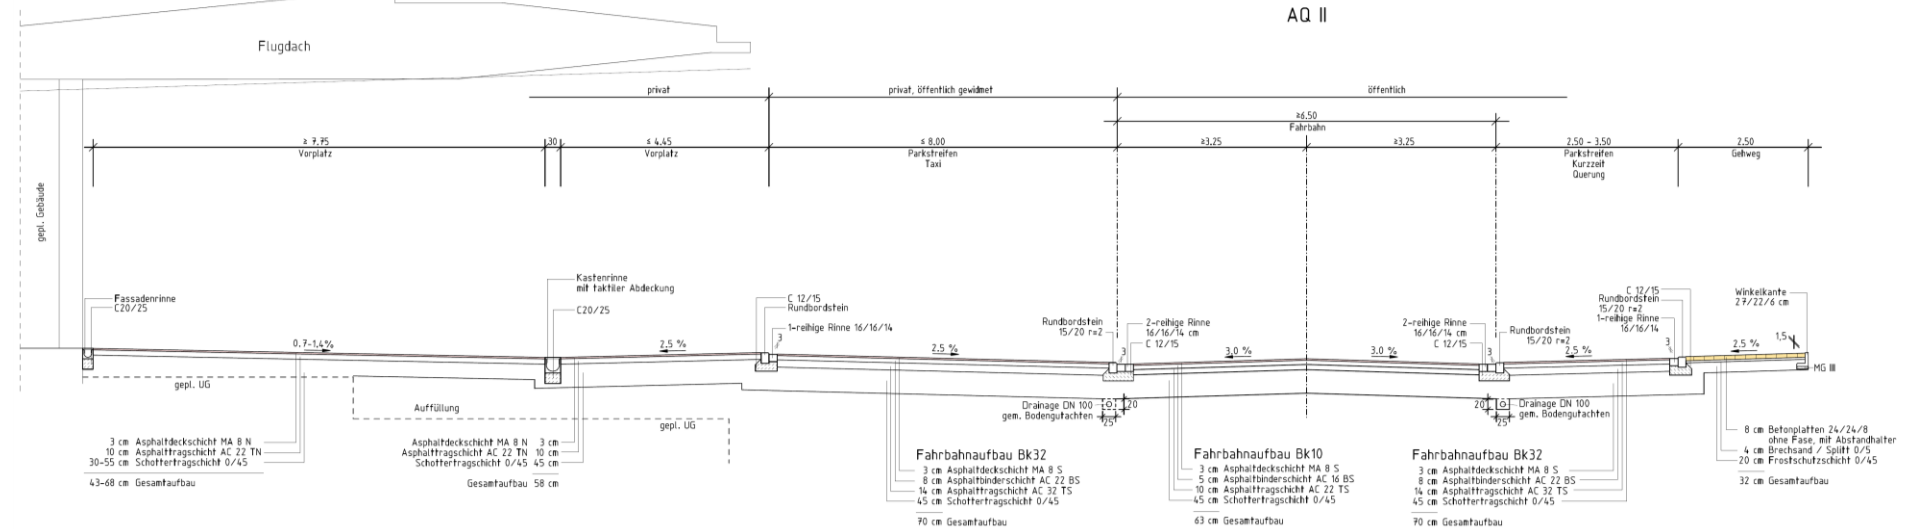 AQ II
Flugdach
privat
privat, öffentlich gewidmet
öffentlich
≥6.50
Fahrbahn
≥ 7.75
Vorplatz
30
≤ 4.45
Vorplatz
≤ 8.00
Parkstreifen
Taxi
≥3.25
≥3.25
2.50 - 3.50
Parkstreifen
Kurzzeit
Querung
2.50
Gehweg
gepl. Gebäude
Fassadenrinne
C20/25
Kastenrinne
mit taktiler Abdeckung
C20/25
C 12/15
Rundbordstein
1-reihige Rinne 16/16/14
3
Rundbordstein
15/20 r=2
2-reihige Rinne
16/16/14 cm
C 12/15
3
2-reihige Rinne
16/16/14 cm
C 12/15
3
Rundbordstein
15/20 r=2
C 12/15
Rundbordstein
15/20 r=2
1-reihige Rinne
16/16/14
3
Winkelkante
27/22/6 cm
1,5
0.7-1.4%
2.5 %
2.5 %
3.0 %
3.0 %
2.5 %
2.5 %
MG III
gepl. UG
Auffüllung
gepl. UG
Drainage DN 100
gem. Bodengutachten
20
25
20
25
Drainage DN 100
gem. Bodengutachten
3 cm Asphaltdeckschicht MA 8 N
10 cm Asphalttragschicht AC 22 TN
30-55 cm Schottertragschicht 0/45
43-68 cm Gesamtaufbau
Asphaltdeckschicht MA 8 N 3 cm
Asphalttragschicht AC 22 TN 10 cm
Schottertragschicht 0/45 45 cm
Gesamtaufbau 58 cm
Fahrbahnaufbau Bk32
3 cm Asphaltdeckschicht MA 8 S
8 cm Asphaltbinderschicht AC 22 BS
14 cm Asphalttragschicht AC 32 TS
45 cm Schottertragschicht 0/45
70 cm Gesamtaufbau
Fahrbahnaufbau Bk10
3 cm Asphaltdeckschicht MA 8 S
5 cm Asphaltbinderschicht AC 16 BS
10 cm Asphalttragschicht AC 22 TS
45 cm Schottertragschicht 0/45
63 cm Gesamtaufbau
Fahrbahnaufbau Bk32
3 cm Asphaltdeckschicht MA 8 S
8 cm Asphaltbinderschicht AC 22 BS
14 cm Asphalttragschicht AC 32 TS
45 cm Schottertragschicht 0/45
70 cm Gesamtaufbau
8 cm Betonplatten 24/24/8
ohne Fase, mit Abstandhalter
4 cm Brechsand / Splitt 0/5
20 cm Frostschutzschicht 0/45
32 cm Gesamtaufbau